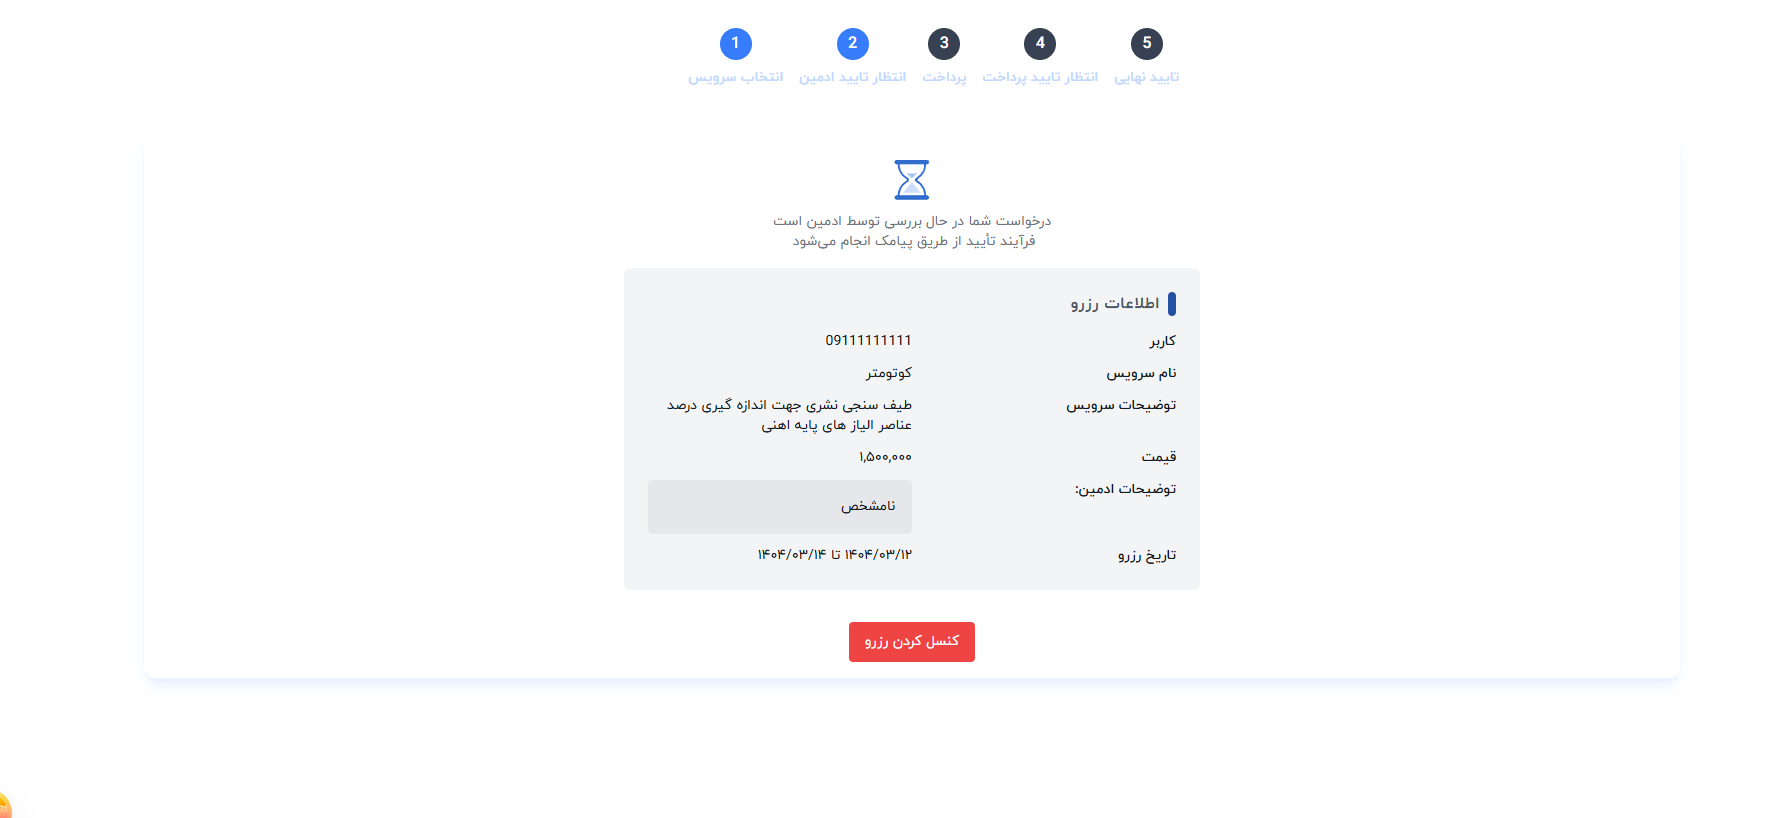 1
انتخاب سرویس
2
انتظار تایید ادمین
3
پرداخت
4
انتظار تایید پرداخت
5
تایید نهایی
درخواست شما در حال بررسی توسط ادمین است
فرآیند تأیید از طریق پیامک انجام می‌شود
اطلاعات رزرو
کاربر
09111111111
نام سرویس
کوتومتر
توضیحات سرویس
طیف سنجی نشری جهت اندازه گیری درصد
عناصر الیاز های پایه اهنی
قیمت
۱,۵۰۰,۰۰۰
توضیحات ادمین:
نامشخص
تاریخ رزرو
۱۴۰۴/۰۳/۱۲ تا ۱۴۰۴/۰۳/۱۴
کنسل کردن رزرو